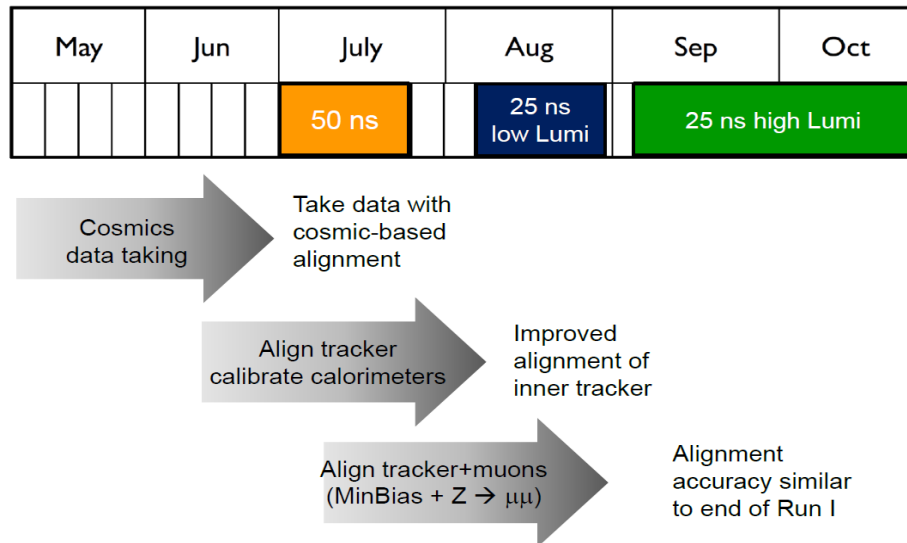 May Jun July Aug Sep Oct
50 ns
25 ns
low Lumi
25 ns high Lumi
Cosmics
data taking
Take data with
cosmic-based
alignment
Align tracker
calibrate calorimeters
Improved
alignment of
inner tracker
Align tracker+muons
(MinBias + Z → μμ)
Alignment
accuracy similar
to end of Run I